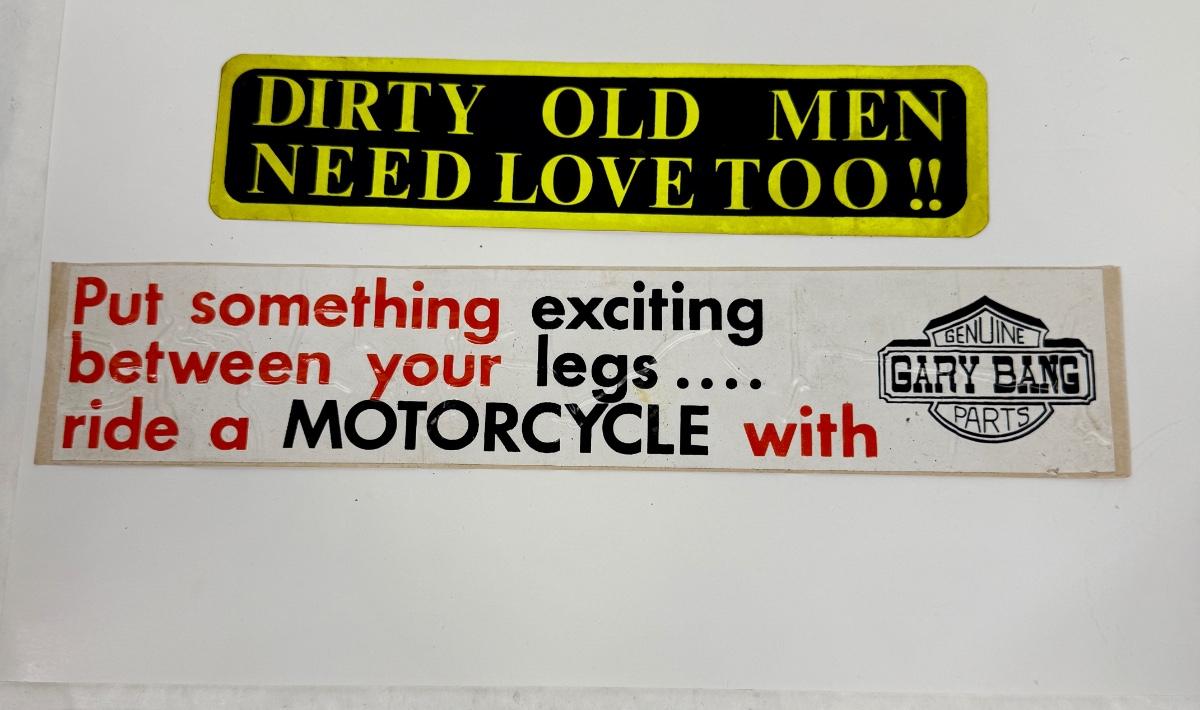 DIRTY OLD MEN
NEED LOVE TOO!!
Put something exciting
between your legs....
ride a MOTORCYCLE with
GENUINE
GARY BANG
PARTS